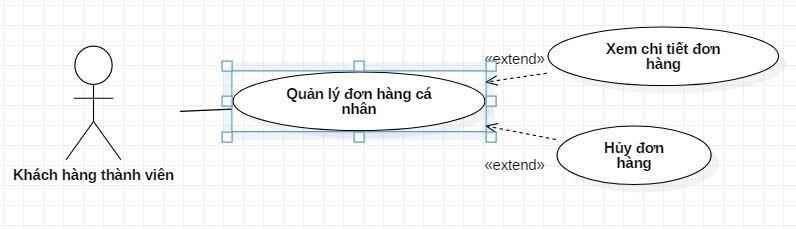 «extend»
Xem chi tiết đơn
hàng
Quản lý đơn hàng cá
nhân
Hủy đơn
hàng
«extend»
Khách hàng thành viên